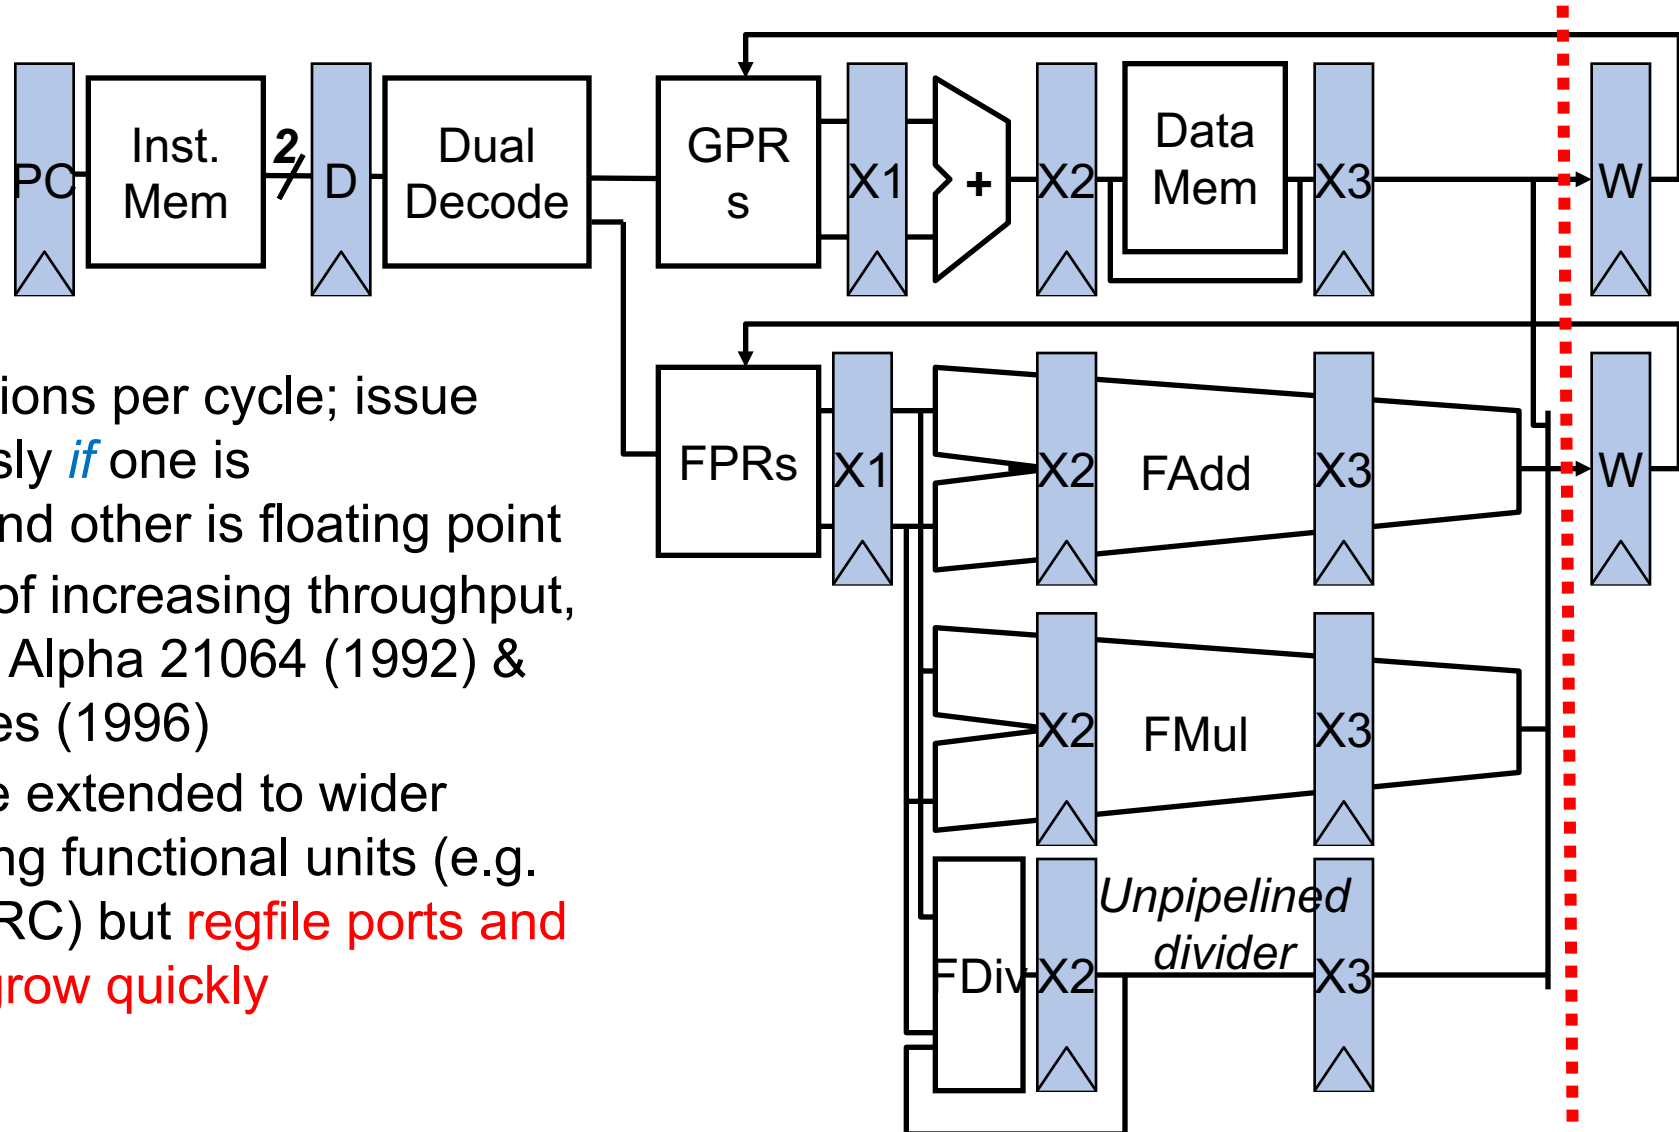 PC
Inst.
Mem
2
D
Dual
Decode
GPR
s
X1
+
X2
Data
Mem
X3
W
FPRs
X1
X2
FAdd
X3
W
X2
FMul
X3
FDiv
X2
Unpipelined
divider
X3
ions per cycle; issue
sly if one is
nd other is floating point
of increasing throughput,
Alpha 21064 (1992) &
es (1996)
e extended to wider
ng functional units (e.g.
RC) but regfile ports and
grow quickly